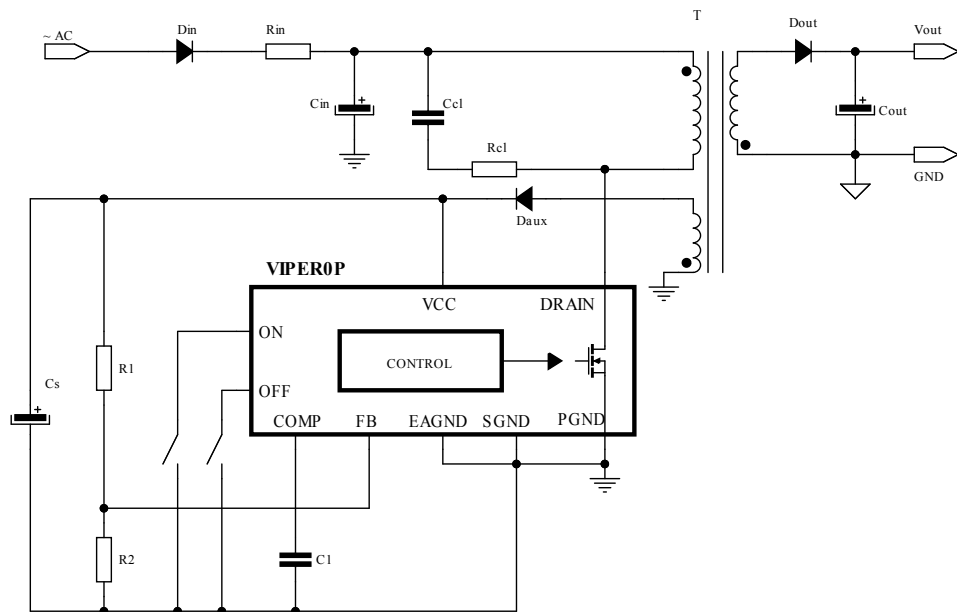 T
~ AC
Din
Rin
Dout
Vout
Cin
Ccl
Cout
Rcl
GND
Daux
VIPER0P
VCC
DRAIN
ON
CONTROL
R1
Cs
OFF
COMP
FB
EAGND
SGND
PGND
R2
C1
+
+
+